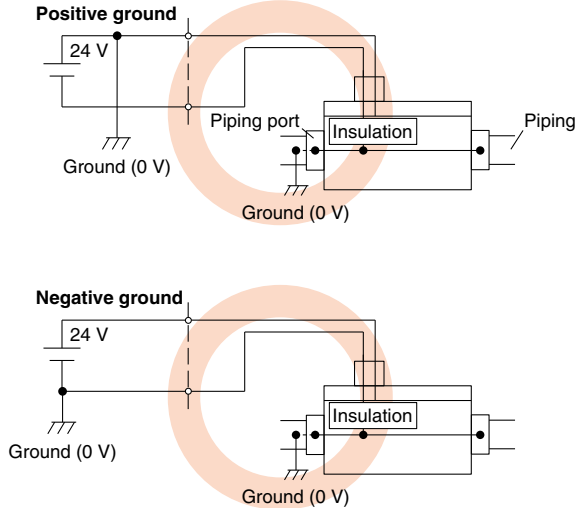 Positive ground
24 V
Piping port
Insulation
Piping
Ground (0 V)
Ground (0 V)
Negative ground
24 V
Insulation
Ground (0 V)
Ground (0 V)